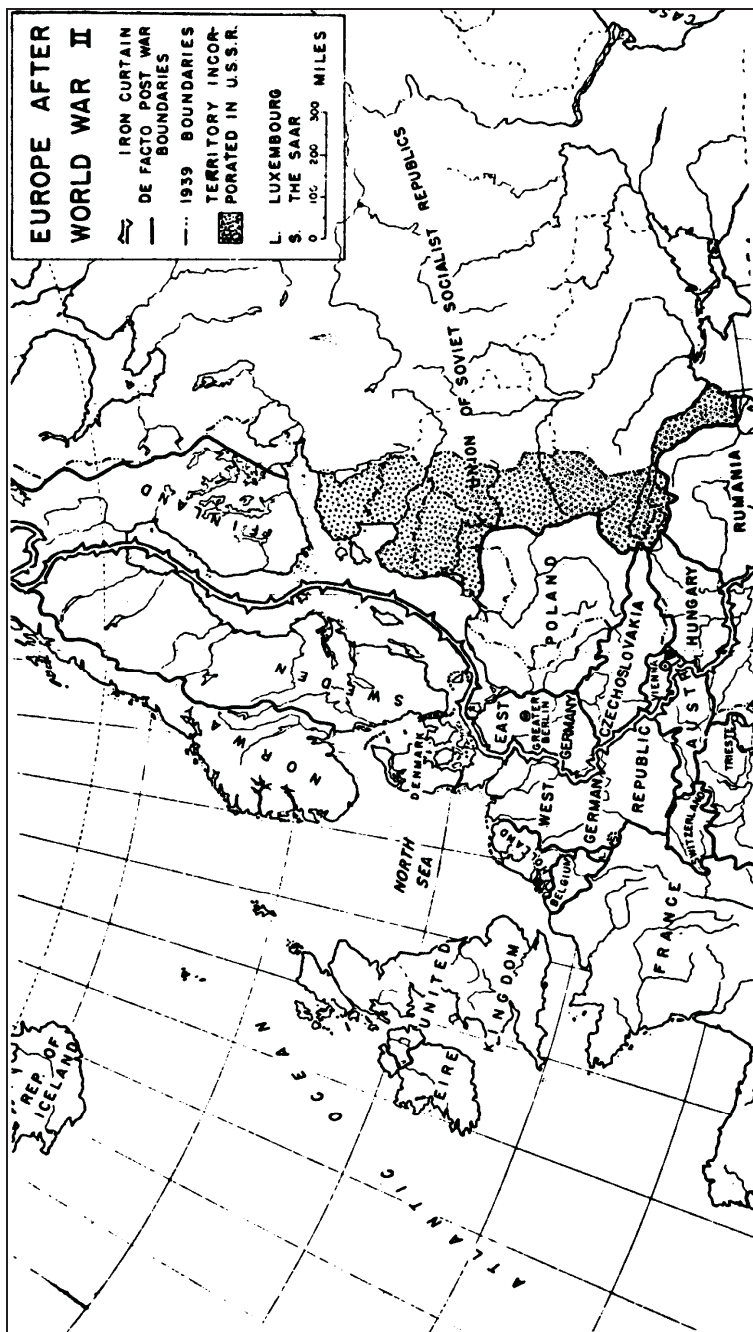 EUROPE AFTER
WORLD WAR II
IRON CURTAIN
DE FACTO POST WAR
BOUNDARIES
1939 BOUNDARIES
TERRITORY INCOR-
PORATED IN U.S.S.R.
L. LUXEMBOURG
S. THE SAAR
0 100 200 300
MILES
REP. OF
ICELAND
ATLANTIC OCEAN
NORWAY
SWEDEN
FINLAND
UNION OF SOVIET SOCIALIST REPUBLICS
NORTH
SEA
DENMARK
EIRE
UNITED
KINGDOM
BELGIUM
WEST
GERMAN
REPUBLIC
EAST
GREATER
BERLIN
GERMANY
POLAND
CZECHOSLOVAKIA
VIENNA
AUST
HUNGARY
RUMANIA
FRANCE
S.
SWITZERLAND
TRIESTE
CASP